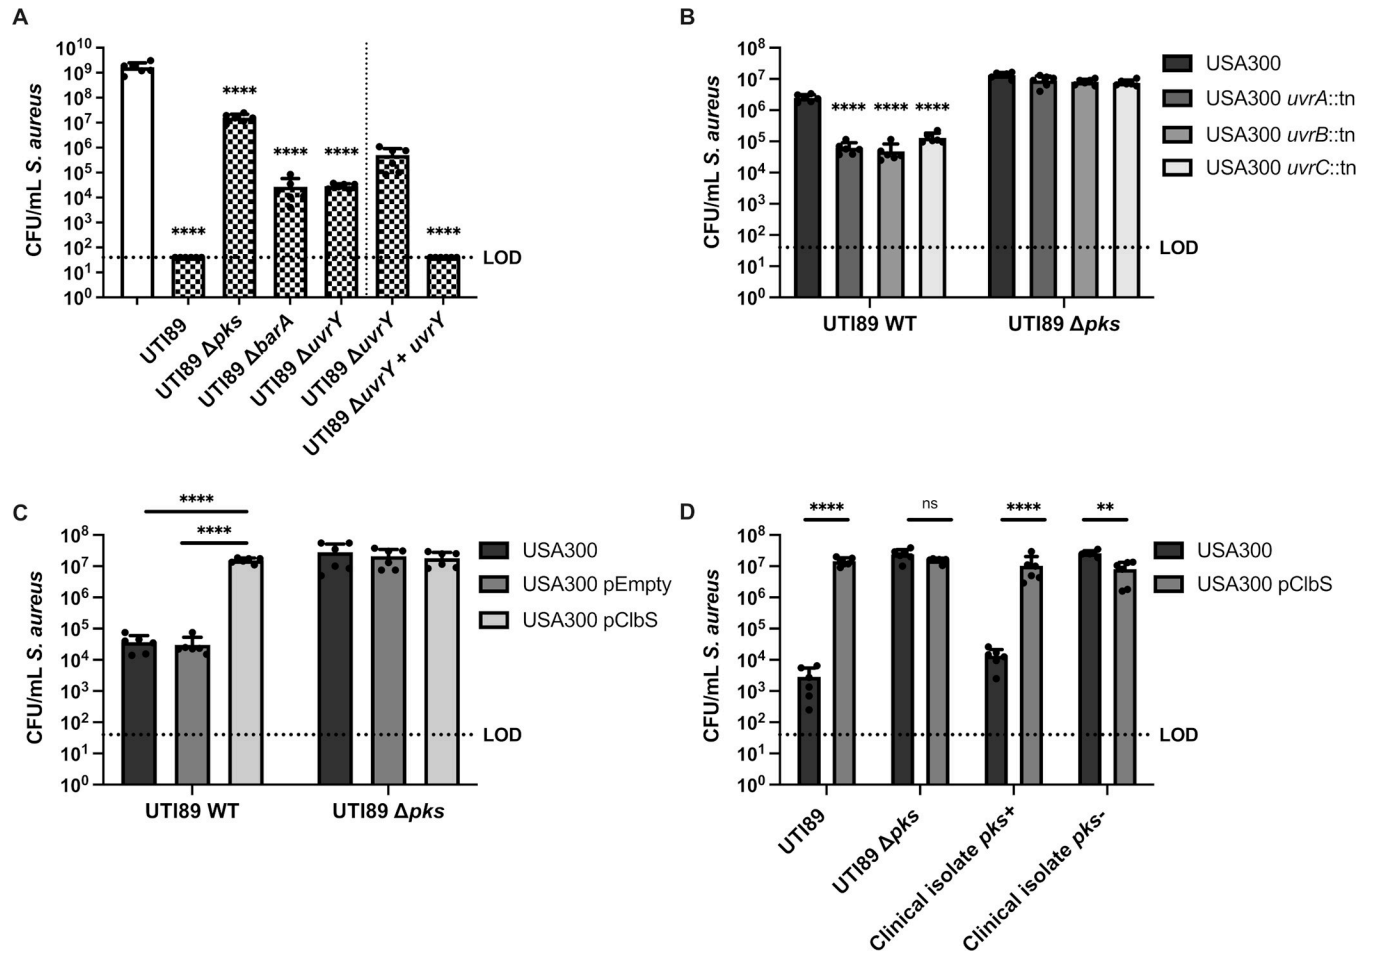 A
CFU/mL S. aureus
10^10
10^9
10^8
10^7
10^6
10^5
10^4
10^3
10^2
10^1
10^0
****
****
****
****
****
LOD
UTI89
UTI89 Δpks
UTI89 ΔbarA
UTI89 ΔuvrY
UTI89 ΔuvrY
UTI89 ΔuvrY + uvrY
B
CFU/mL S. aureus
10^8
10^7
10^6
10^5
10^4
10^3
10^2
10^1
10^0
**** **** ****
LOD
UTI89 WT
UTI89 Δpks
USA300
USA300 uvrA::tn
USA300 uvrB::tn
USA300 uvrC::tn
C
CFU/mL S. aureus
10^8
10^7
10^6
10^5
10^4
10^3
10^2
10^1
10^0
****
****
LOD
UTI89 WT
UTI89 Δpks
USA300
USA300 pEmpty
USA300 pClbS
D
CFU/mL S. aureus
10^8
10^7
10^6
10^5
10^4
10^3
10^2
10^1
10^0
****
ns
****
**
LOD
UTI89
UTI89 Δpks
Clinical isolate pks+
Clinical isolate pks-
USA300
USA300 pClbS